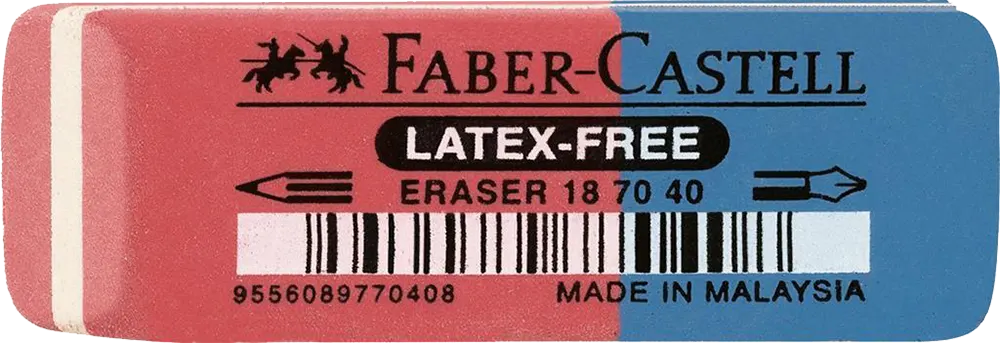 FABER-CASTELL
LATEX-FREE
ERASER 18 70 40
9556089770408 MADE IN MALAYSIA